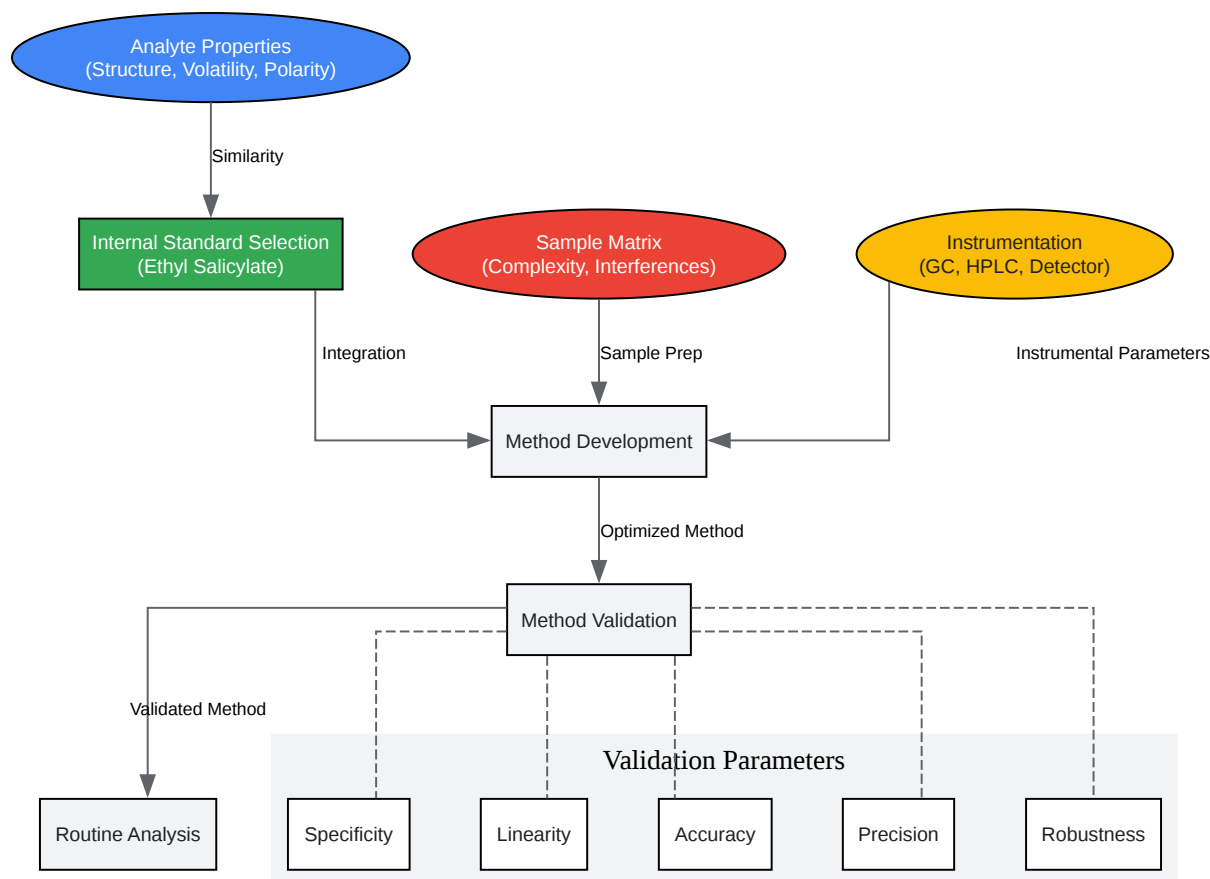 Analyte Properties
(Structure, Volatility, Polarity)
Similarity
Internal Standard Selection
(Ethyl Salicylate)
Sample Matrix
(Complexity, Interferences)
Instrumentation
(GC, HPLC, Detector)
Integration
Sample Prep
Instrumental Parameters
Method Development
Optimized Method
Method Validation
Validated Method
Validation Parameters
Routine Analysis
Specificity
Linearity
Accuracy
Precision
Robustness